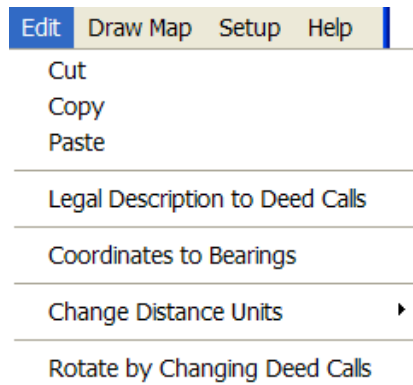 Edit Draw Map Setup Help
Cut
Copy
Paste
Legal Description to Deed Calls
Coordinates to Bearings
Change Distance Units
Rotate by Changing Deed Calls